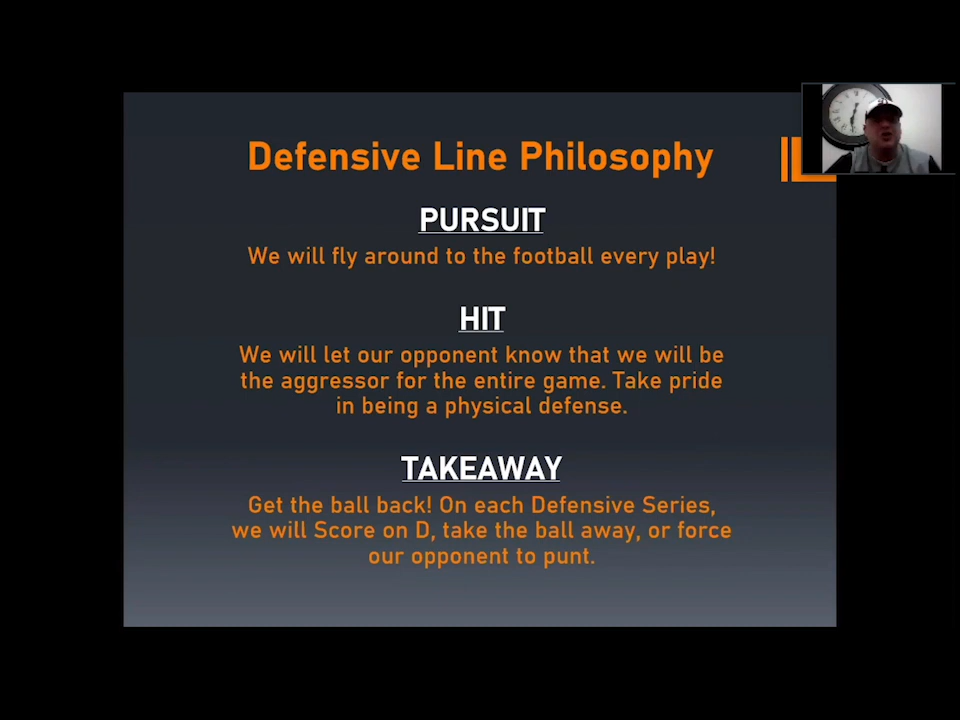 Defensive Line Philosophy
PURSUIT
We will fly around to the football every play!
HIT
We will let our opponent know that we will be
the aggressor for the entire game. Take pride
in being a physical defense.
TAKEAWAY
Get the ball back! On each Defensive Series,
we will Score on D, take the ball away, or force
our opponent to punt.